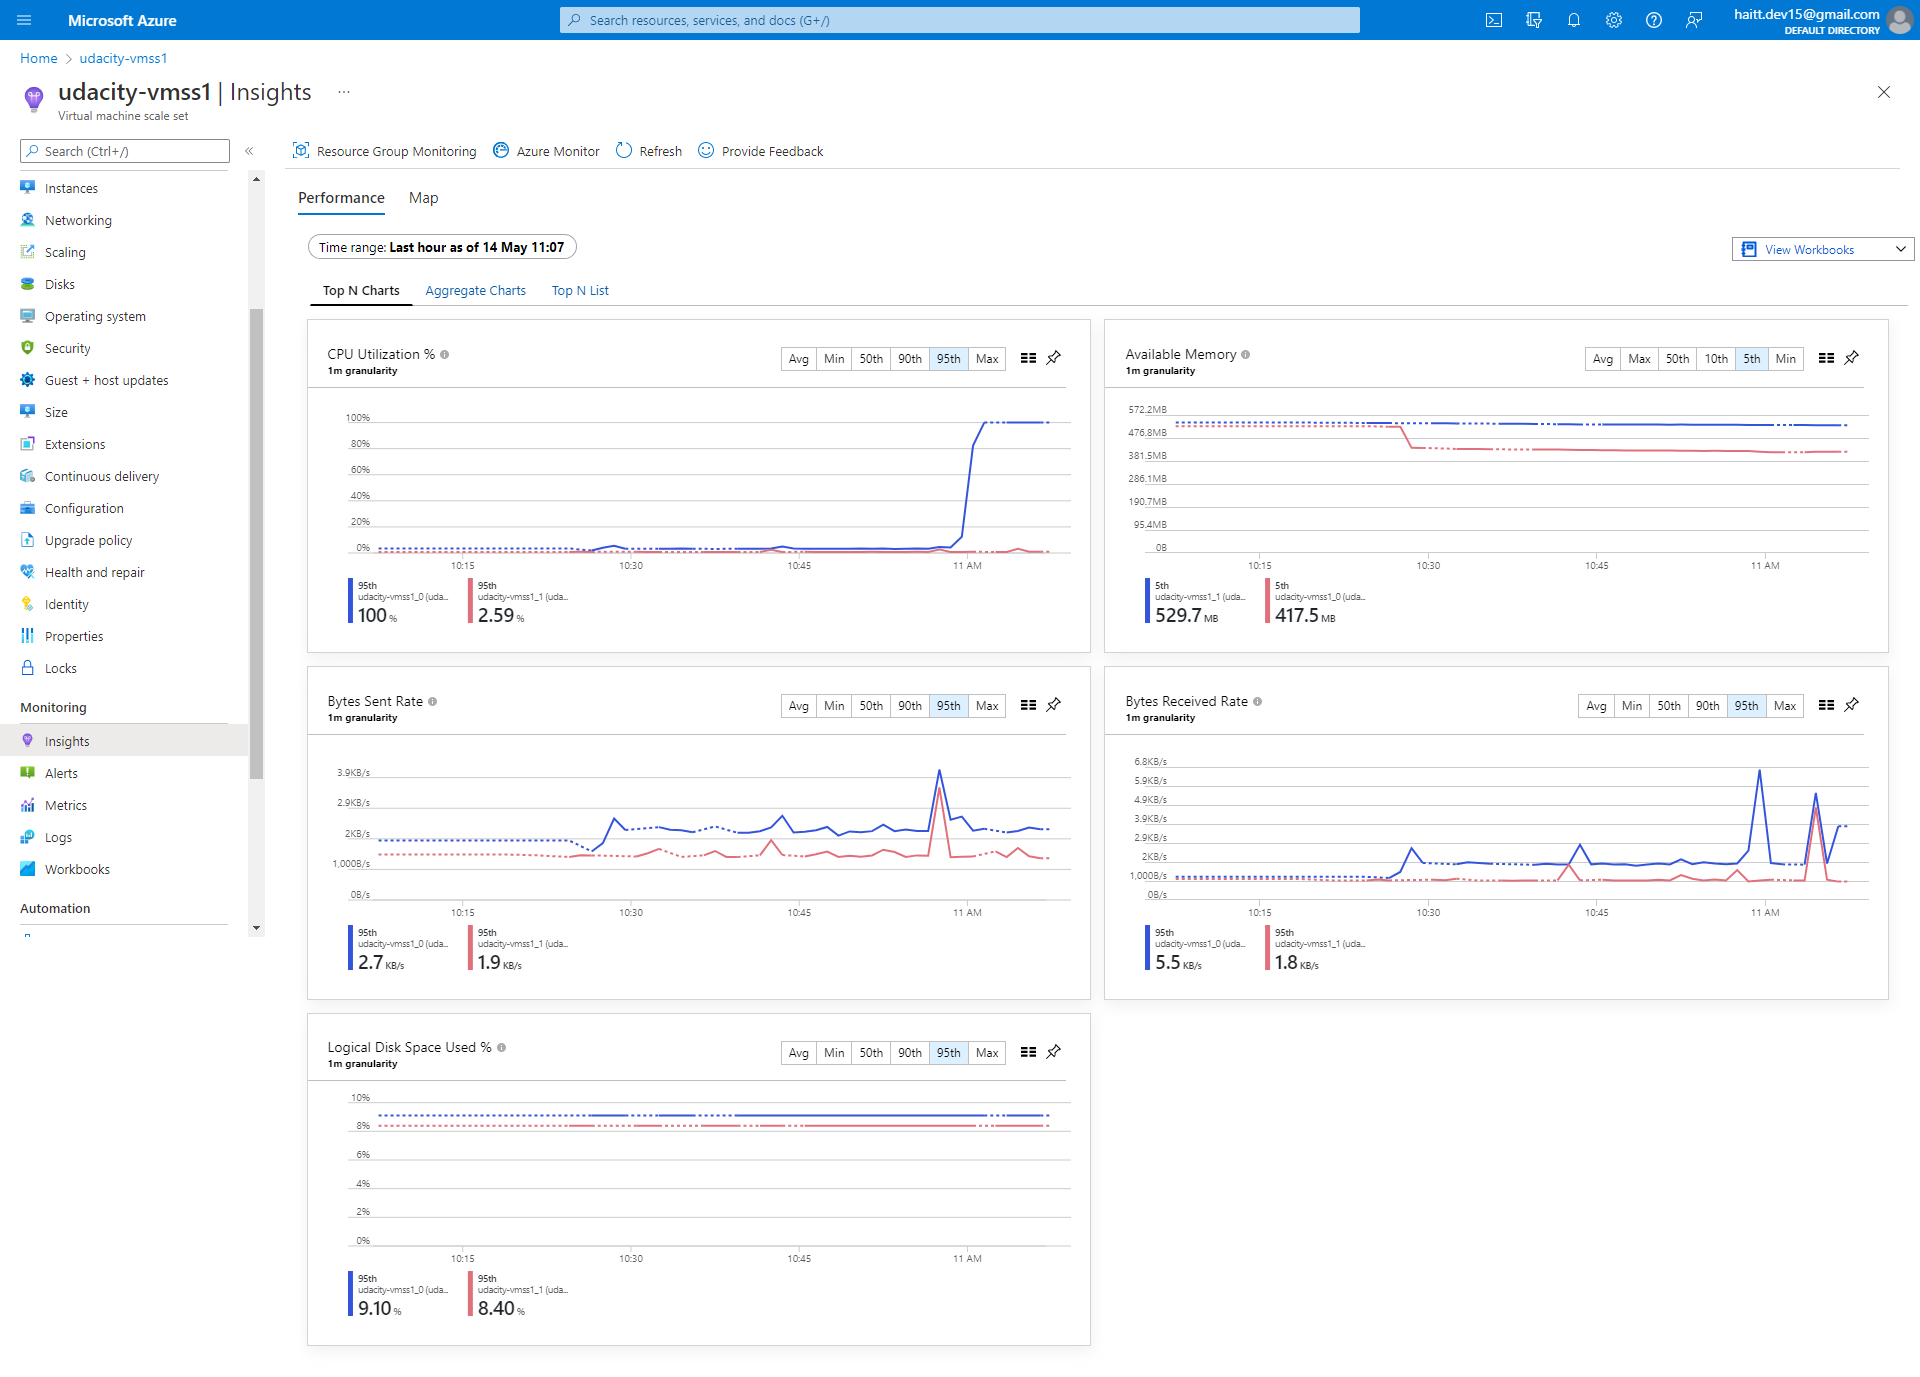 Microsoft Azure
Search resources, services, and docs (G+/)
haitt.dev15@gmail.com
DEFAULT DIRECTORY
Home > udacity-vmss1
udacity-vmss1 | Insights ...
Virtual machine scale set
Search (Ctrl+/)
«
Instances
Networking
Scaling
Disks
Operating system
Security
Guest + host updates
Size
Extensions
Continuous delivery
Configuration
Upgrade policy
Health and repair
Identity
Properties
Locks
Monitoring
Insights
Alerts
Metrics
Logs
Workbooks
Automation
Resource Group Monitoring Azure Monitor Refresh Provide Feedback
Performance Map
Time range: Last hour as of 14 May 11:07
View Workbooks
Top N Charts Aggregate Charts Top N List
CPU Utilization %
1m granularity
Avg Min 50th 90th 95th Max
100%
80%
60%
40%
20%
0%
10:15 10:30 10:45 11 AM
95th
udacity-vmss1_0 (uda...
100 %
95th
udacity-vmss1_1 (uda...
2.59 %
Available Memory
1m granularity
Avg Max 50th 10th 5th Min
572.2MB
476.8MB
381.5MB
286.1MB
190.7MB
95.4MB
0B
10:15 10:30 10:45 11 AM
5th
udacity-vmss1_1 (uda...
529.7 MB
5th
udacity-vmss1_0 (uda...
417.5 MB
Bytes Sent Rate
1m granularity
Avg Min 50th 90th 95th Max
3.9KB/s
2.9KB/s
2KB/s
1,000B/s
0B/s
10:15 10:30 10:45 11 AM
95th
udacity-vmss1_0 (uda...
2.7 KB/s
95th
udacity-vmss1_1 (uda...
1.9 KB/s
Bytes Received Rate
1m granularity
Avg Min 50th 90th 95th Max
6.8KB/s
5.9KB/s
4.9KB/s
3.9KB/s
2.9KB/s
2KB/s
1,000B/s
0B/s
10:15 10:30 10:45 11 AM
95th
udacity-vmss1_0 (uda...
5.5 KB/s
95th
udacity-vmss1_1 (uda...
1.8 KB/s
Logical Disk Space Used %
1m granularity
Avg Min 50th 90th 95th Max
10%
8%
6%
4%
2%
0%
10:15 10:30 10:45 11 AM
95th
udacity-vmss1_0 (uda...
9.10 %
95th
udacity-vmss1_1 (uda...
8.40 %